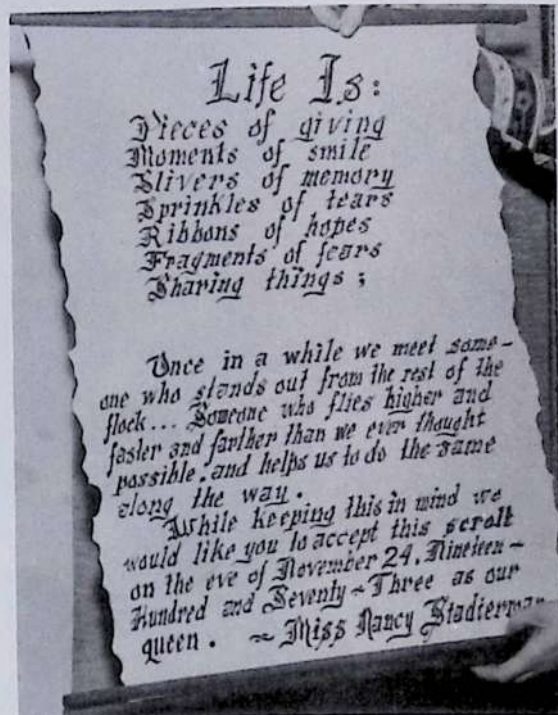 Life Is:
Pieces of giving
Moments of smile
Slivers of memory
Sprinkles of tears
Ribbons of hopes
Fragments of fears
Sharing things;
Once in a while we meet some-
one who stands out from the rest of the
flock... Someone who flies higher and
faster and farther than we ever thought
possible, and helps us to do the same
along the way.
While keeping this in mind we
would like you to accept this scroll
on the eve of November 24, Nineteen-
Hundred and Seventy-Three as our
queen. ~ Miss Nancy